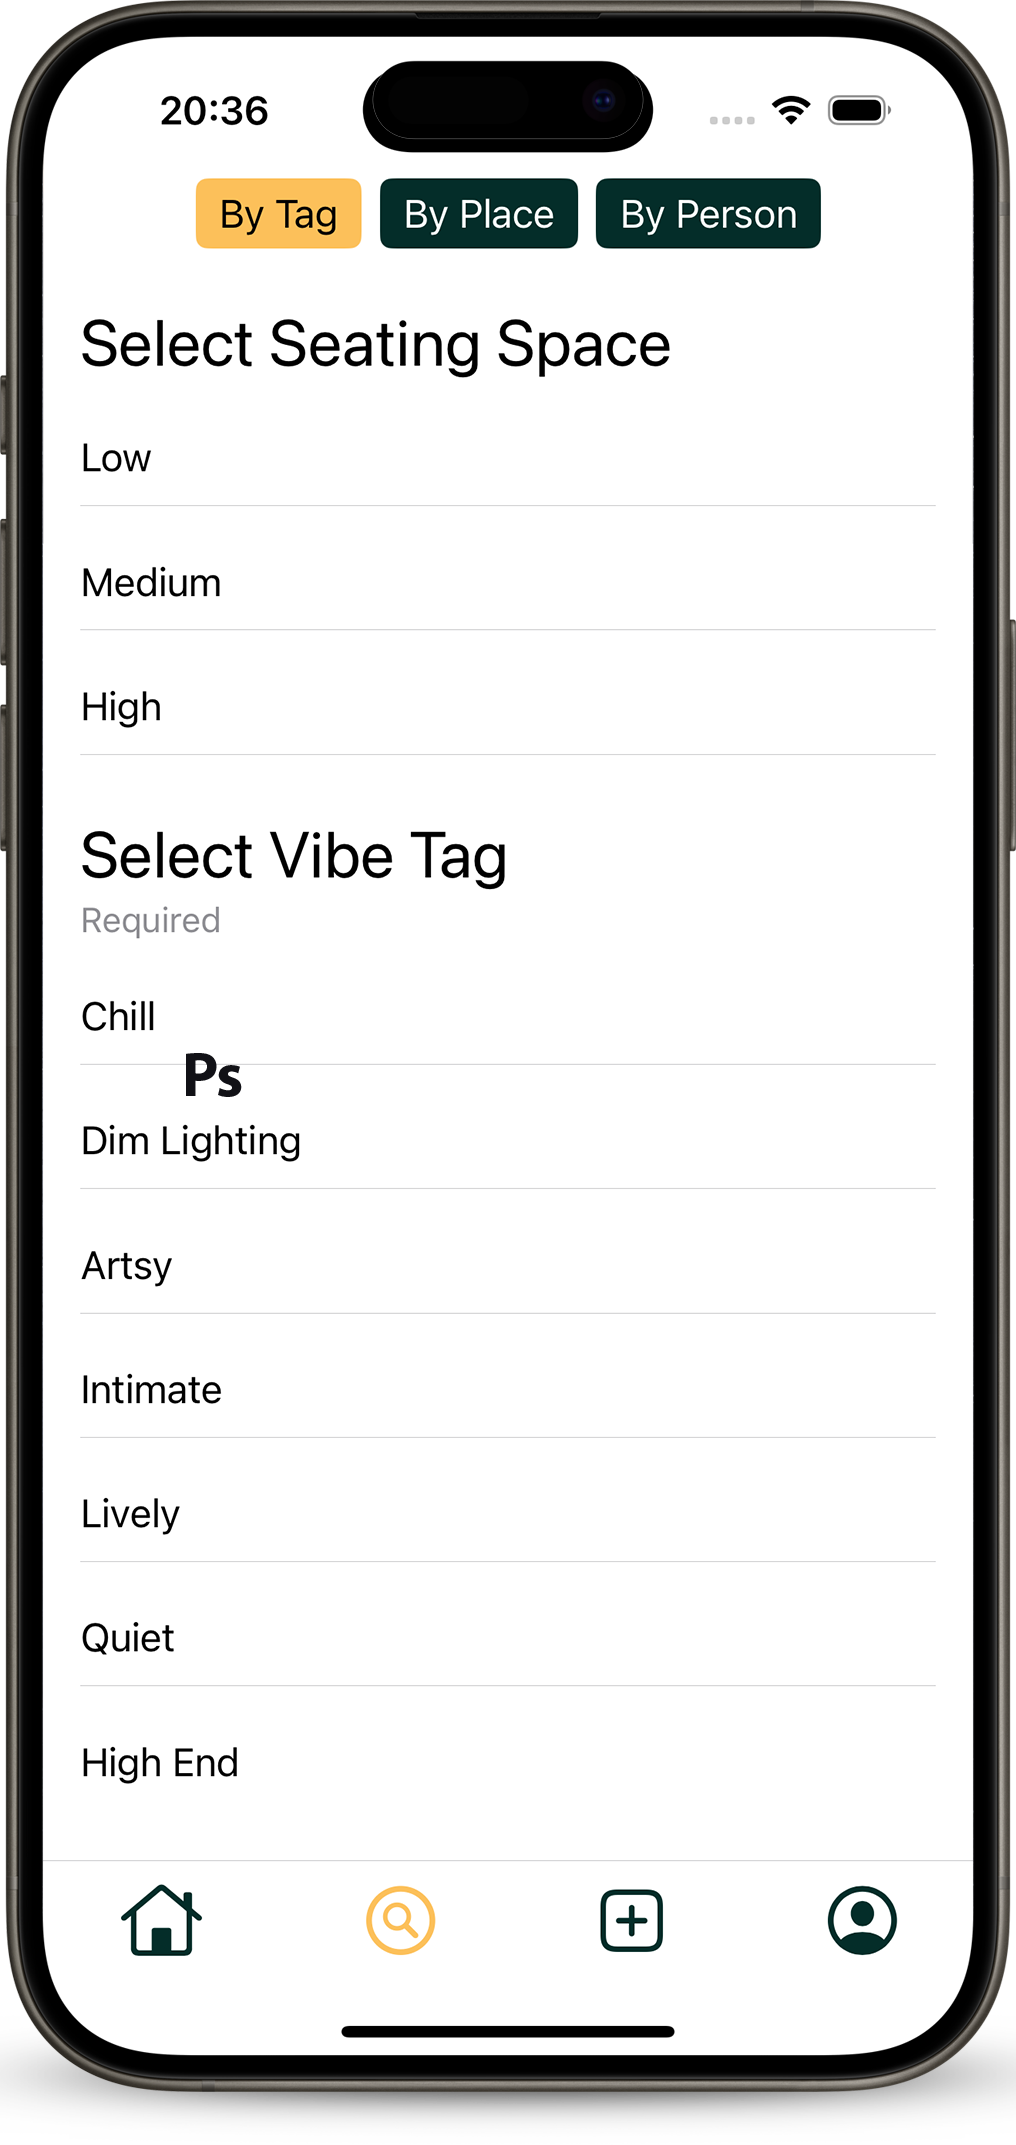 20:36
By Tag By Place By Person
Select Seating Space
Low
Medium
High
Select Vibe Tag
Required
Chill
Ps
Dim Lighting
Artsy
Intimate
Lively
Quiet
High End